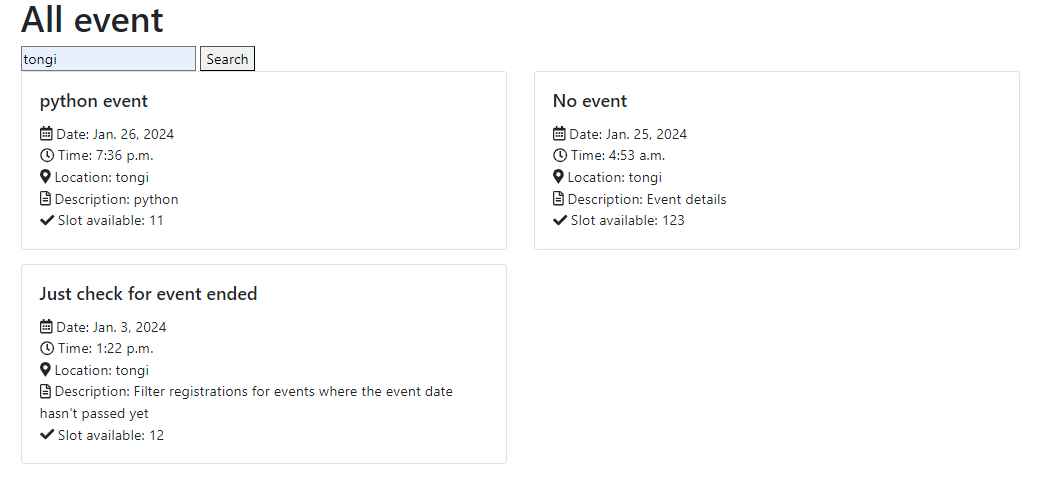 All event
tongi Search
python event
Date: Jan. 26, 2024
Time: 7:36 p.m.
Location: tongi
Description: python
Slot available: 11
No event
Date: Jan. 25, 2024
Time: 4:53 a.m.
Location: tongi
Description: Event details
Slot available: 123
Just check for event ended
Date: Jan. 3, 2024
Time: 1:22 p.m.
Location: tongi
Description: Filter registrations for events where the event date
hasn't passed yet
Slot available: 12